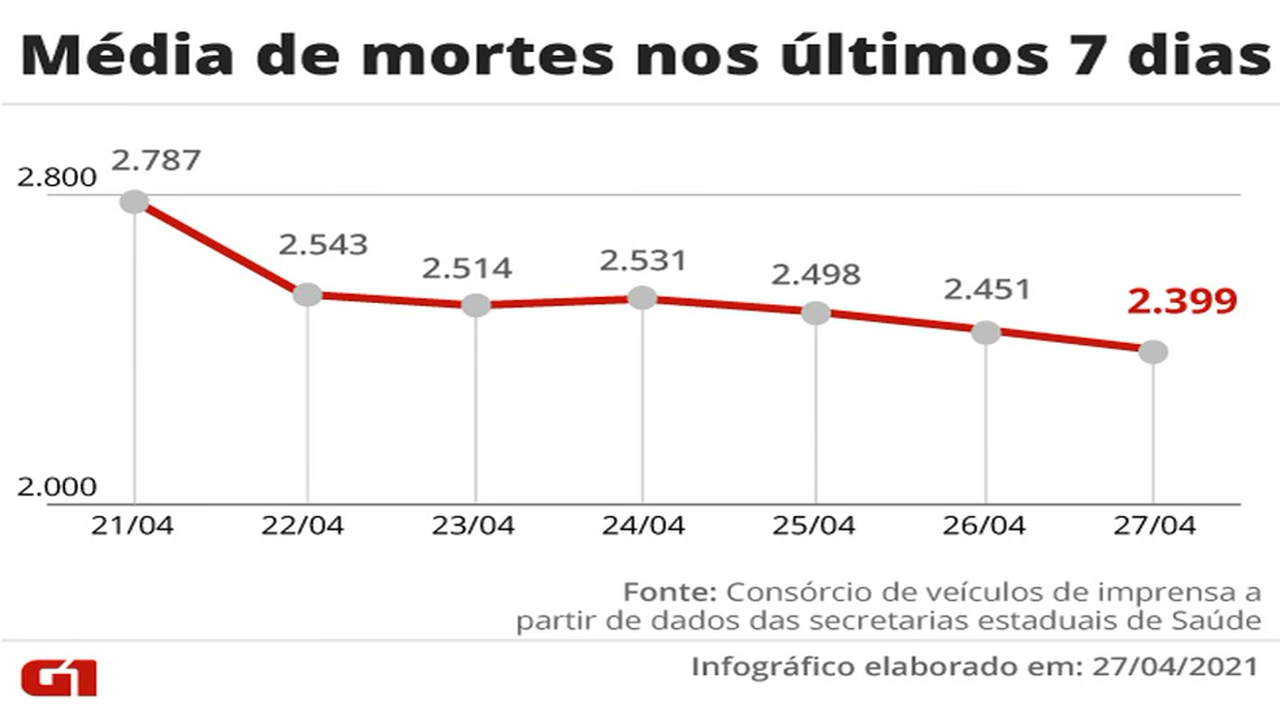 Média de mortes nos últimos 7 dias
2.800
2.787
2.543
2.514
2.531
2.498
2.451
2.399
2.000
21/04 22/04 23/04 24/04 25/04 26/04 27/04
Fonte: Consórcio de veículos de imprensa a
partir de dados das secretarias estaduais de Saúde
G1
Infográfico elaborado em: 27/04/2021